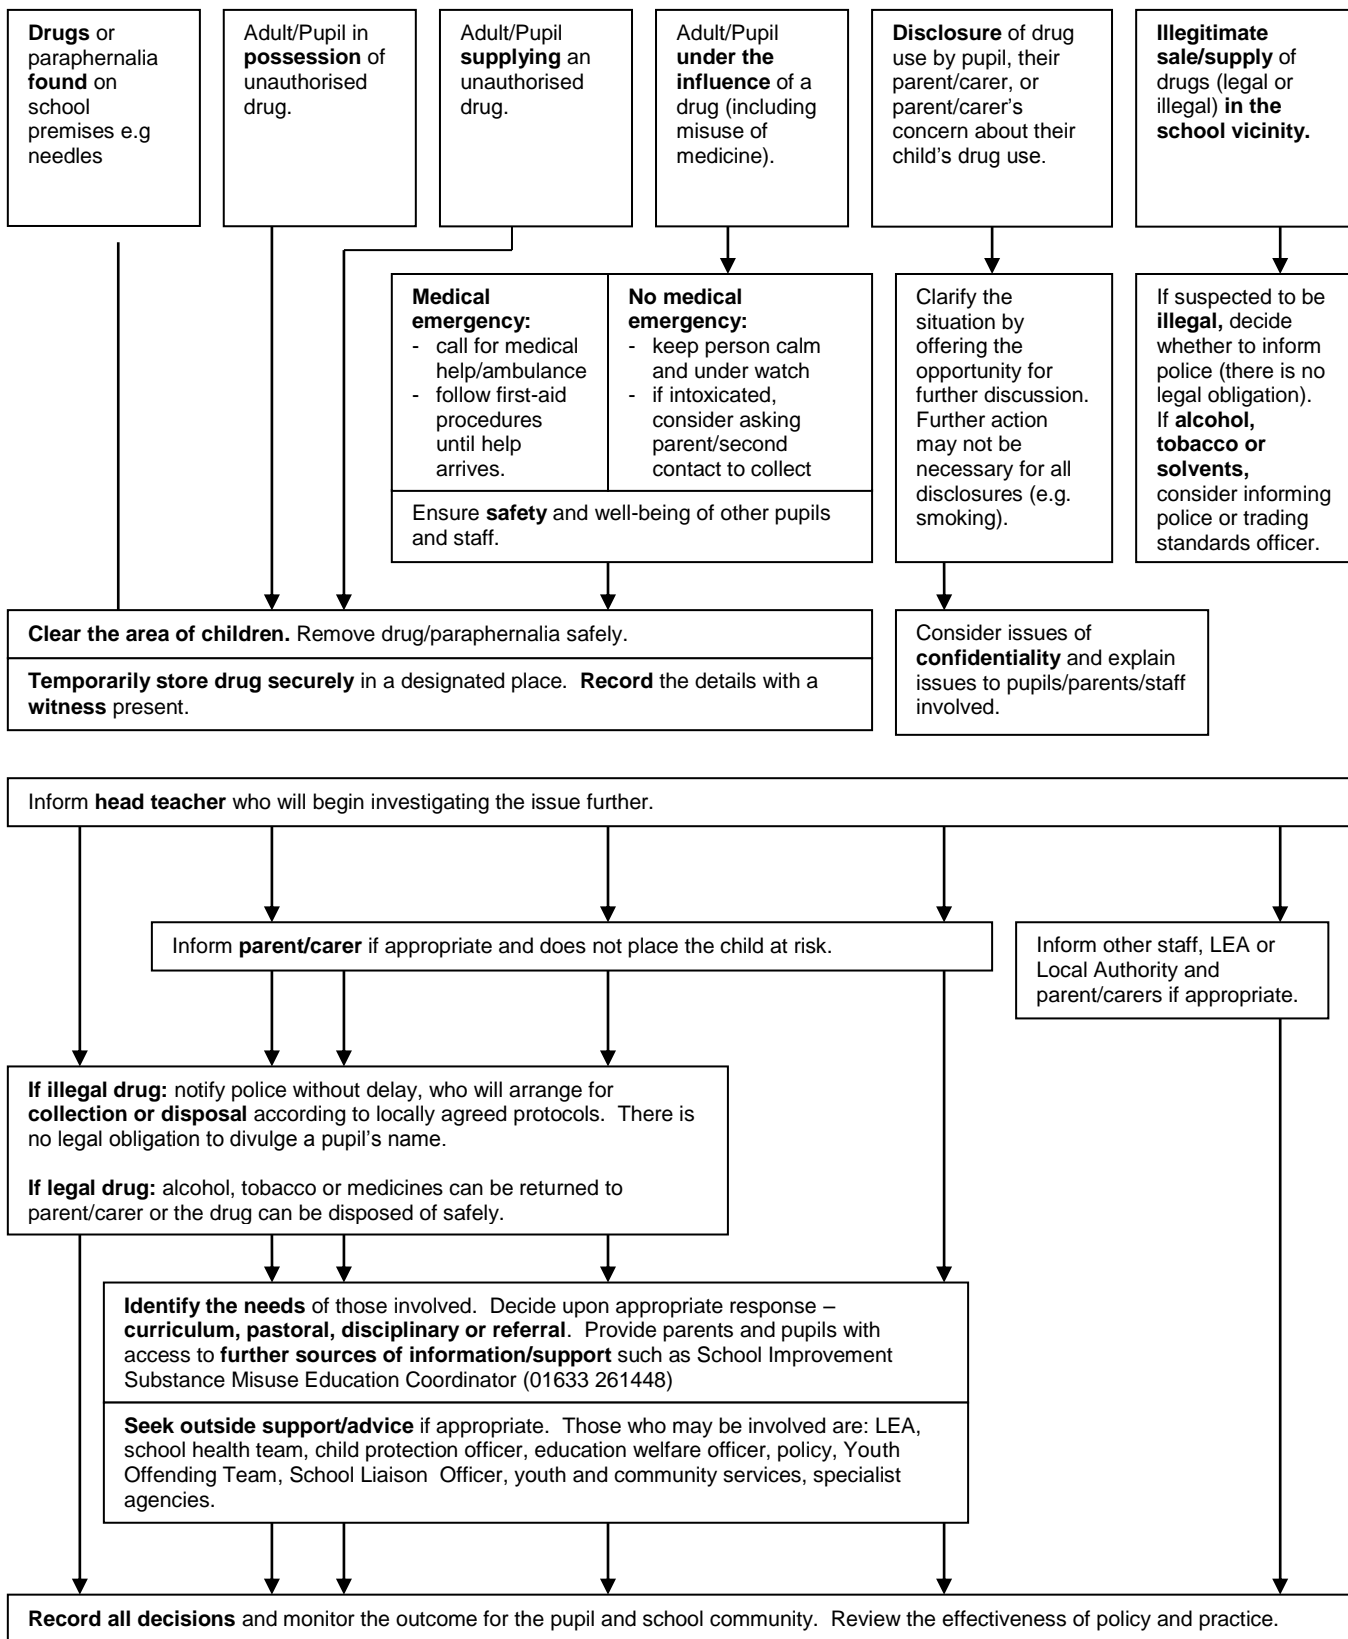 Drugs or
paraphernalia
found on
school
premises e.g
needles
Adult/Pupil in
possession of
unauthorised
drug.
Adult/Pupil
supplying an
unauthorised
drug.
Adult/Pupil
under the
influence of a
drug (including
misuse of
medicine).
Disclosure of drug
use by pupil, their
parent/carer, or
parent/carer's
concern about their
child's drug use.
Illegitimate
sale/supply of
drugs (legal or
illegal) in the
school vicinity.
Medical
emergency:
- call for medical
help/ambulance
- follow first-aid
procedures
until help
arrives.
No medical
emergency:
- keep person calm
and under watch
- if intoxicated,
consider asking
parent/second
contact to collect
Ensure safety and well-being of other pupils
and staff.
Clarify the
situation by
offering the
opportunity for
further discussion.
Further action
may not be
necessary for all
disclosures (e.g.
smoking).
If suspected to be
illegal, decide
whether to inform
police (there is no
legal obligation).
If alcohol,
tobacco or
solvents,
consider informing
police or trading
standards officer.
Clear the area of children. Remove drug/paraphernalia safely.
Temporarily store drug securely in a designated place. Record the details with a
witness present.
Consider issues of
confidentiality and explain
issues to pupils/parents/staff
involved.
Inform head teacher who will begin investigating the issue further.
Inform parent/carer if appropriate and does not place the child at risk.
Inform other staff, LEA or
Local Authority and
parent/carers if appropriate.
If illegal drug: notify police without delay, who will arrange for
collection or disposal according to locally agreed protocols. There is
no legal obligation to divulge a pupil's name.
If legal drug: alcohol, tobacco or medicines can be returned to
parent/carer or the drug can be disposed of safely.
Identify the needs of those involved. Decide upon appropriate response –
curriculum, pastoral, disciplinary or referral. Provide parents and pupils with
access to further sources of information/support such as School Improvement
Substance Misuse Education Coordinator (01633 261448)
Seek outside support/advice if appropriate. Those who may be involved are: LEA,
school health team, child protection officer, education welfare officer, policy, Youth
Offending Team, School Liaison Officer, youth and community services, specialist
agencies.
Record all decisions and monitor the outcome for the pupil and school community. Review the effectiveness of policy and practice.